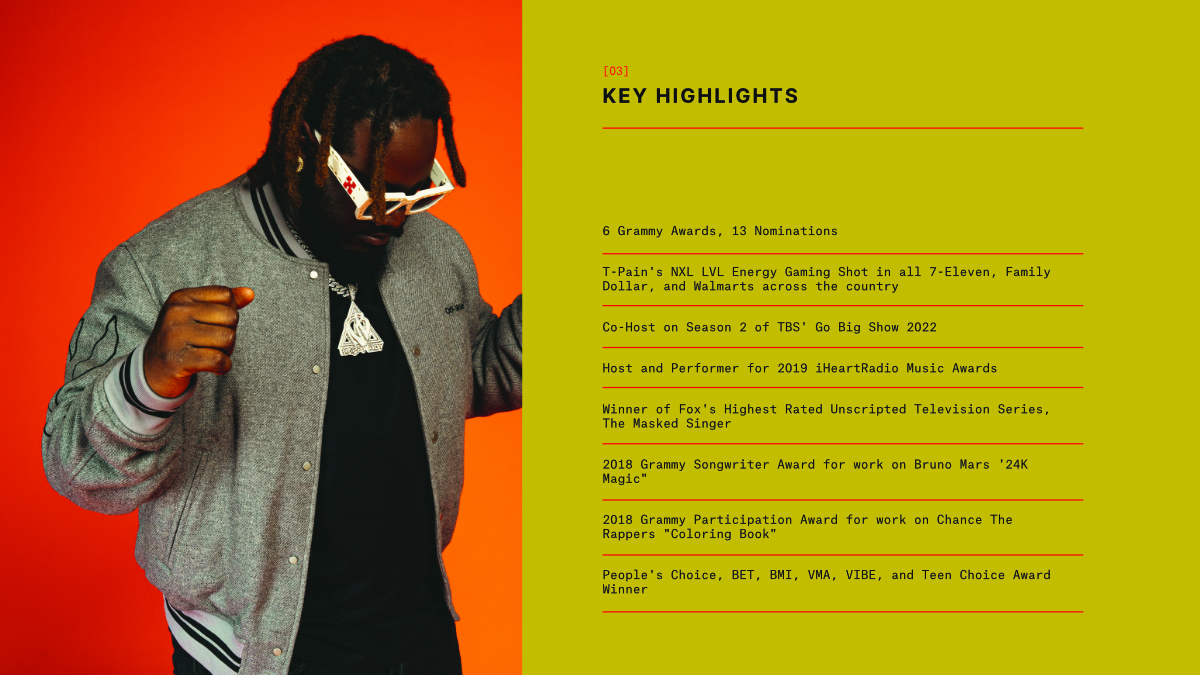 [03]
KEY HIGHLIGHTS
6 Grammy Awards, 13 Nominations
T-Pain's NXL LVL Energy Gaming Shot in all 7-Eleven, Family
Dollar, and Walmarts across the country
Co-Host on Season 2 of TBS' Go Big Show 2022
Host and Performer for 2019 iHeartRadio Music Awards
Winner of Fox's Highest Rated Unscripted Television Series,
The Masked Singer
2018 Grammy Songwriter Award for work on Bruno Mars '24K
Magic"
2018 Grammy Participation Award for work on Chance The
Rappers "Coloring Book"
People's Choice, BET, BMI, VMA, VIBE, and Teen Choice Award
Winner